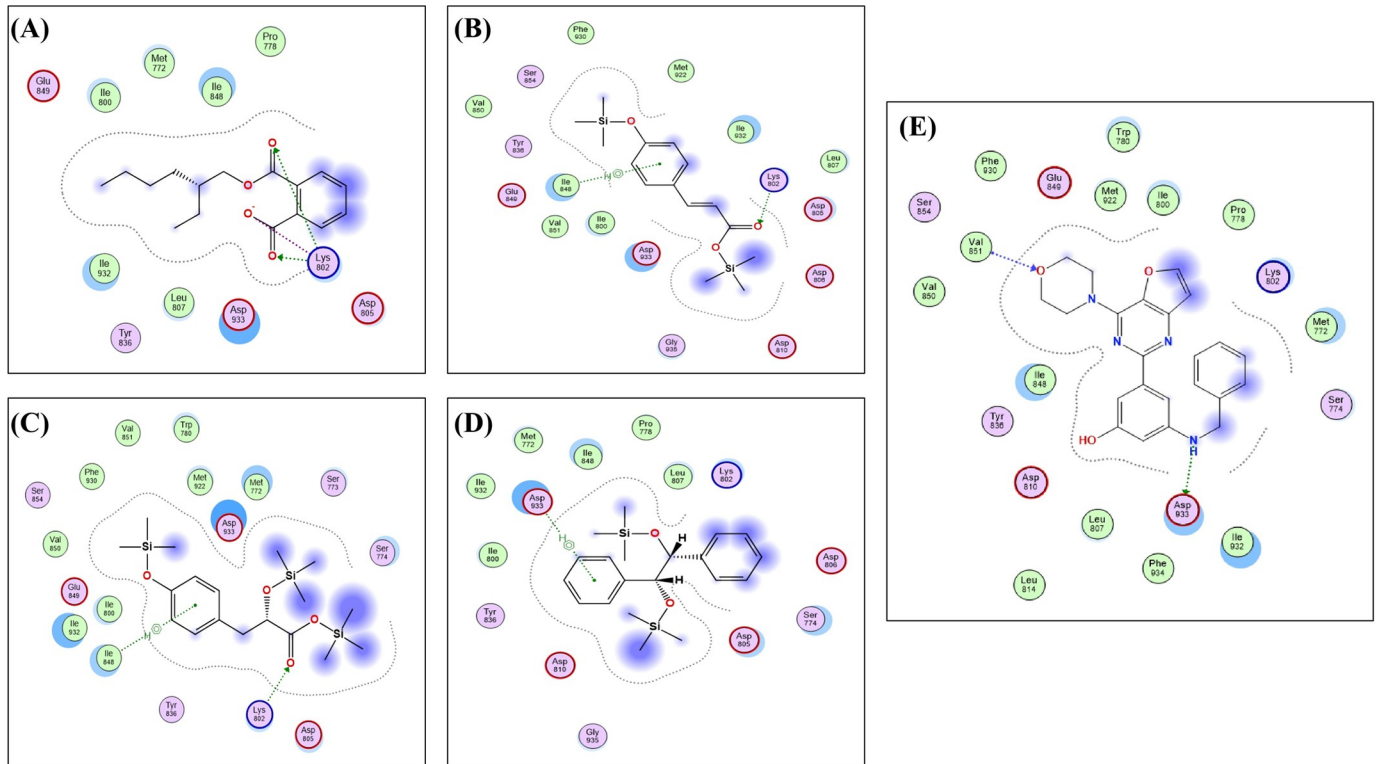 (A)
Pro
778
Met
772
Glu
849
Ile
800
Ile
848
O
O
O⁻
O
Lys
802
Ile
932
Leu
807
Asp
933
Asp
805
Tyr
836
(B)
Phe
930
Ser
854
Met
922
Val
850
Si
O
Ile
932
Tyr
836
Leu
807
Lys
802
Ile
848
H
Glu
849
Val
851
Ile
800
Asp
805
O
O
Asp
933
Si
Asp
806
Gly
935
Asp
810
(C)
Val
851
Trp
780
Phe
930
Met
922
Met
772
Ser
773
Ser
854
Asp
933
Val
850
Si
Ser
774
O
Si
O
Glu
849
Ile
800
Ile
932
H
O
Si
Ile
848
O
Tyr
836
Lys
802
Asp
805
(D)
Pro
778
Met
772
Ile
848
Leu
807
Lys
802
Ile
932
Asp
933
Si
O
H
H
Ile
800
Asp
806
H
O
Tyr
836
Si
Ser
774
Asp
805
Asp
810
Gly
935
(E)
Trp
780
Phe
930
Glu
849
Met
922
Ile
800
Ser
854
Pro
778
Val
851
O
O
Lys
802
Val
850
N
Met
772
N
N
Ile
848
Ser
774
Tyr
836
HO
N
H
Asp
810
Asp
933
Leu
807
Ile
932
Phe
934
Leu
814